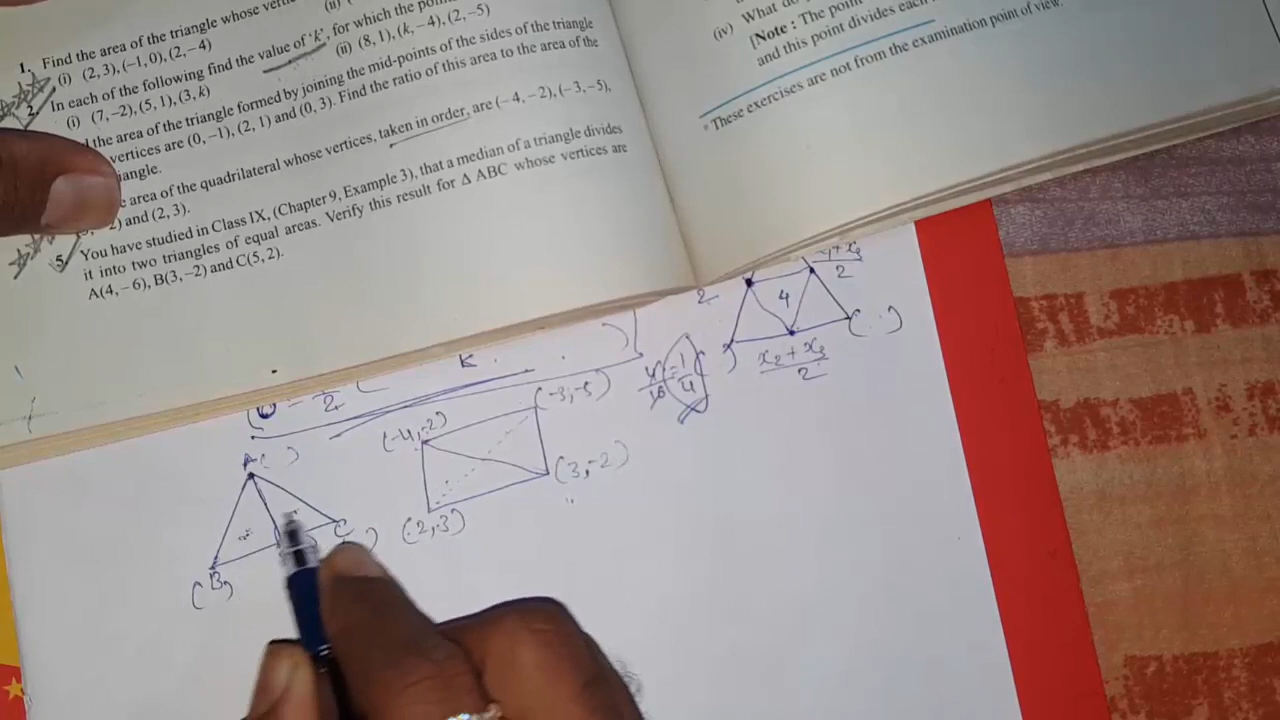 1. Find the area of the triangle whose
(i) (2, 3), (−1, 0), (2, −4) (ii)
2. In each of the following find the value of 'k', for which the
(i) (7, −2), (5, 1), (3, k) (ii) (8, 1), (k, −4), (2, −5)
the area of the triangle formed by joining the mid-points of the sides of the triangle
vertices are (0, −1), (2, 1) and (0, 3). Find the ratio of this area to the area of the
area of the quadrilateral whose vertices, taken in order, are (−4, −2), (−3, −5),
and (2, 3).
5. You have studied in Class IX, (Chapter 9, Example 3), that a median of a triangle divides
it into two triangles of equal areas. Verify this result for Δ ABC whose vertices are
A(4, −6), B(3, −2) and C(5, 2).
(iv) What
[Note : The point
and this point divides each
These exercises are not from the examination point of view.
2
4
2
x2 + x3
2
1
4
K
2
A( )
B
C
(-4,-2)
(-3,-5)
(3,-2)
(2,3)